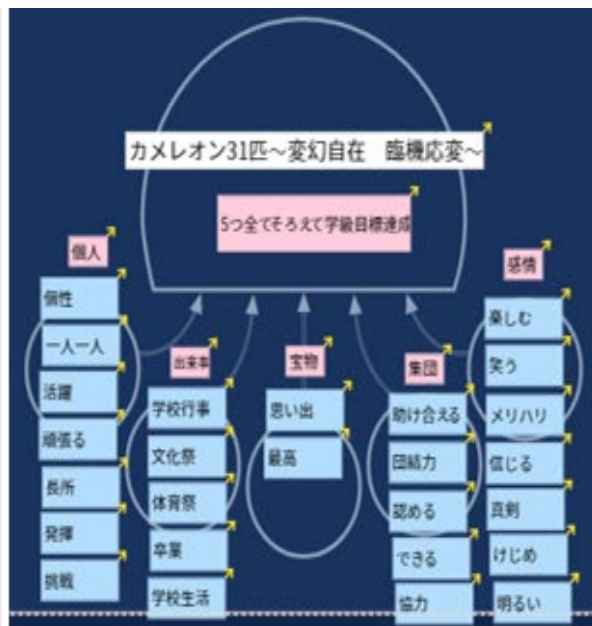 カメレオン31匹～変幻自在　臨機応変～
5つ全てそろえて学級目標達成
個人
個性
一人一人
活躍
頑張る
長所
発揮
挑戦
出来事
学校行事
文化祭
体育祭
卒業
学校生活
宝物
思い出
最高
集団
助け合える
団結力
認める
できる
協力
感情
楽しむ
笑う
メリハリ
信じる
真剣
けじめ
明るい